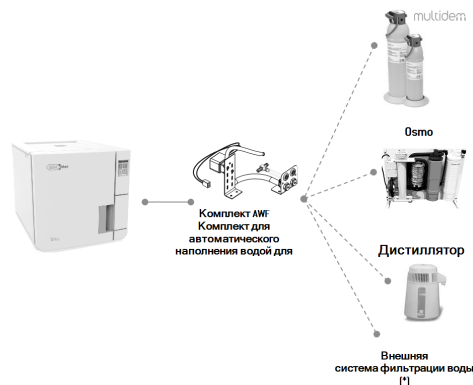 multidem
Osmo
Комплект AWF
Комплект для
автоматического
наполнения водой для
Дистиллятор
Внешняя
система фильтрации воды
(*)